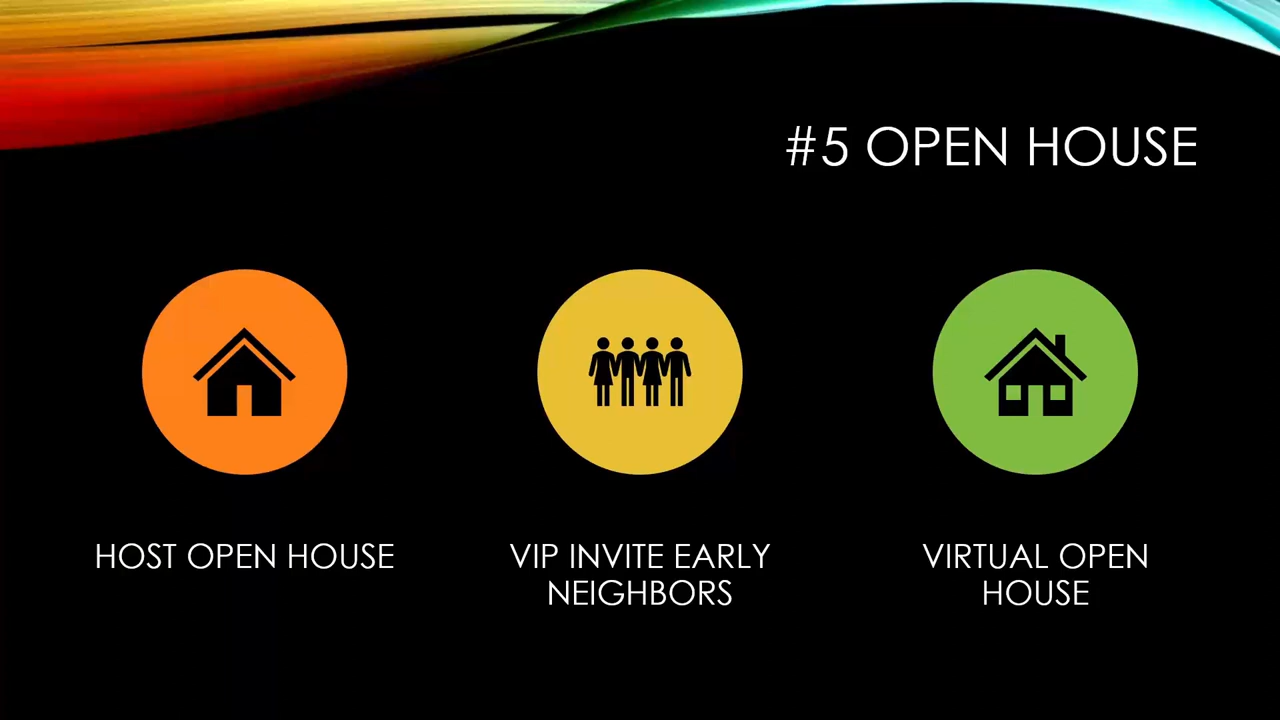 #5 OPEN HOUSE
HOST OPEN HOUSE
VIP INVITE EARLY
NEIGHBORS
VIRTUAL OPEN
HOUSE